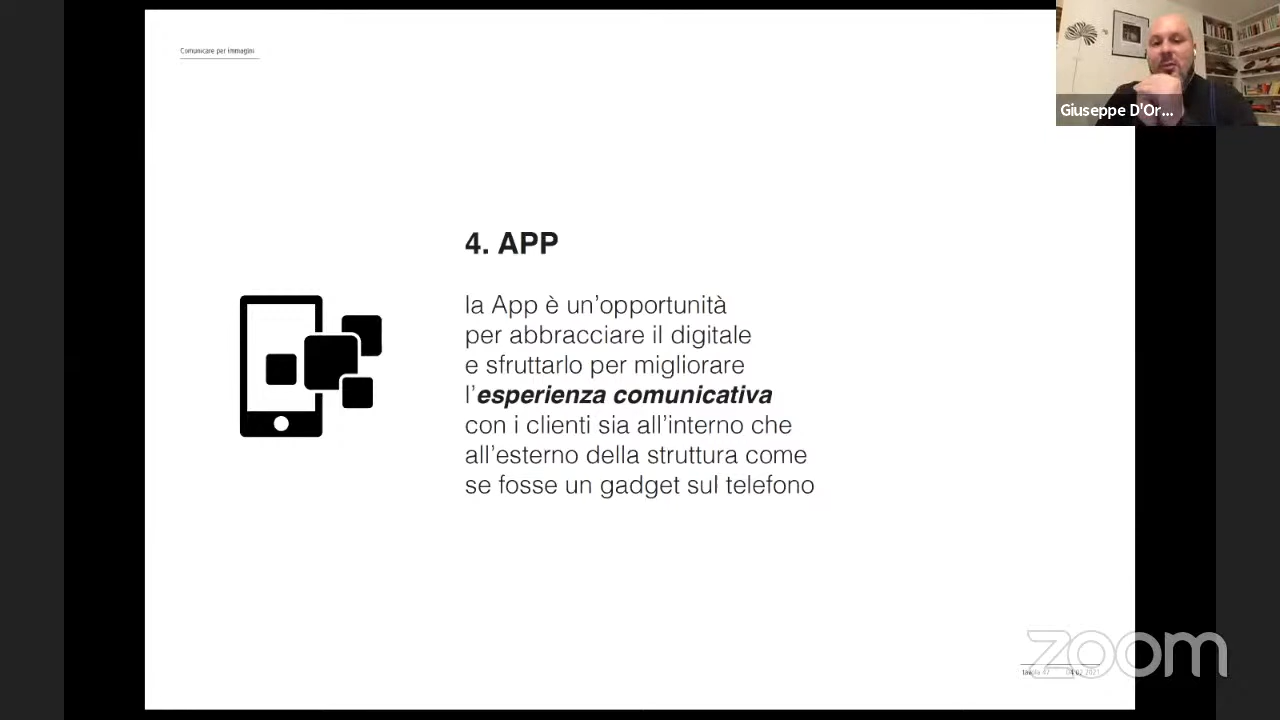 Comunicare per immagini
Giuseppe D'Or...
4. APP
la App è un’opportunità
per abbracciare il digitale
e sfruttarlo per migliorare
l’esperienza comunicativa
con i clienti sia all’interno che
all’esterno della struttura come
se fosse un gadget sul telefono
zoom